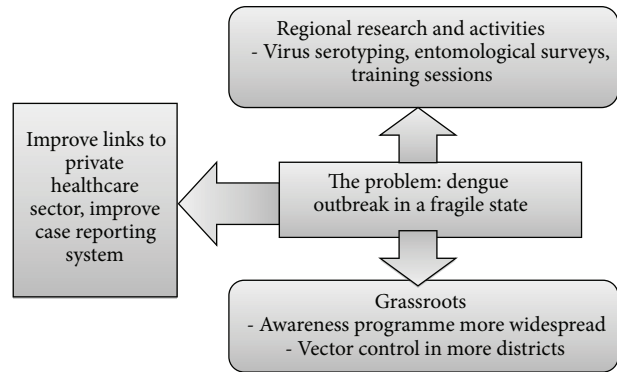 Regional research and activities
- Virus serotyping, entomological surveys,
training sessions
Improve links to
private
healthcare
sector, improve
case reporting
system
The problem: dengue
outbreak in a fragile state
Grassroots
- Awareness programme more widespread
- Vector control in more districts